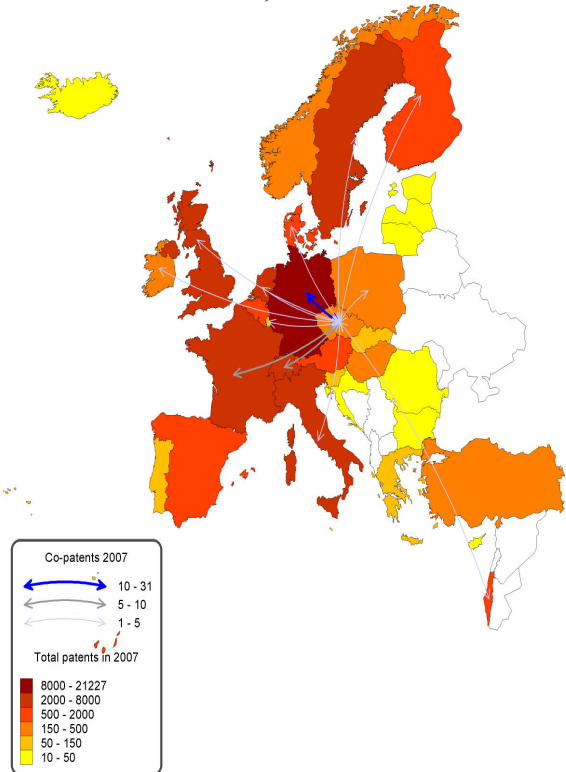 Co-patents 2007
10 - 31
5 - 10
1 - 5
Total patents in 2007
8000 - 21227
2000 - 8000
500 - 2000
150 - 500
50 - 150
10 - 50